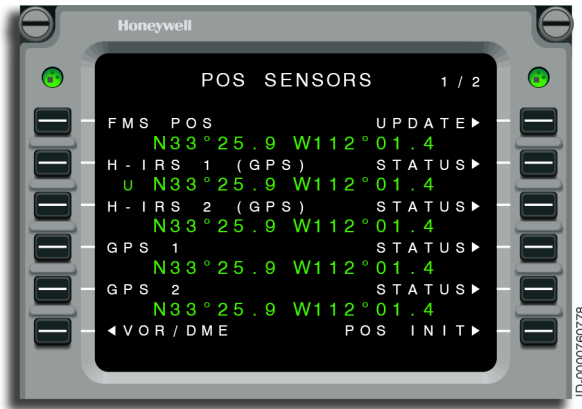 Honeywell
POS SENSORS 1 / 2
FMS POS UPDATE▶
N33°25.9 W112°01.4
H-IRS 1 (GPS) STATUS▶
U N33°25.9 W112°01.4
H-IRS 2 (GPS) STATUS▶
N33°25.9 W112°01.4
GPS 1 STATUS▶
N33°25.9 W112°01.4
GPS 2 STATUS▶
N33°25.9 W112°01.4
◀VOR/DME POS INIT▶
ID-0000760778